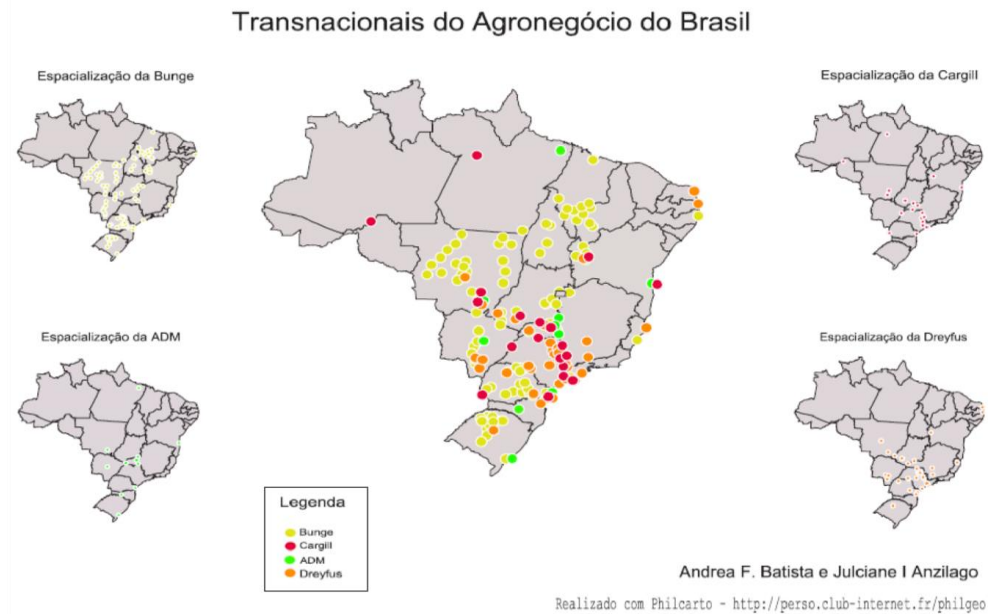 Transnacionais do Agronegócio do Brasil
Espacialização da Bunge
Espacialização da Cargill
Espacialização da ADM
Espacialização da Dreyfus
Legenda
Bunge
Cargill
ADM
Dreyfus
Andrea F. Batista e Julciane I Anzilago
Realizado com Philcarto - http://perso.club-internet.fr/philgeo